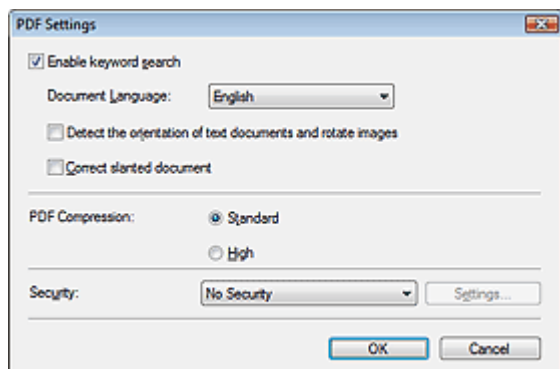 PDF Settings
Enable keyword search
Document Language: English
Detect the orientation of text documents and rotate images
Correct slanted document
PDF Compression: Standard
High
Security: No Security Settings...
OK Cancel